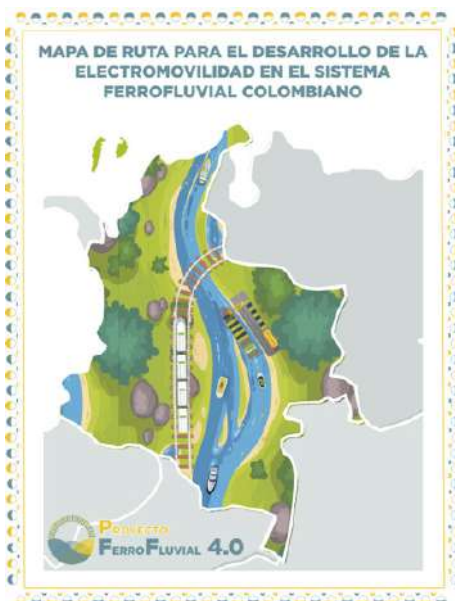 MAPA DE RUTA PARA EL DESARROLLO DE LA
ELECTROMOVILIDAD EN EL SISTEMA
FERROFLUVIAL COLOMBIANO
PROYECTO
FERROFLUVIAL 4.0